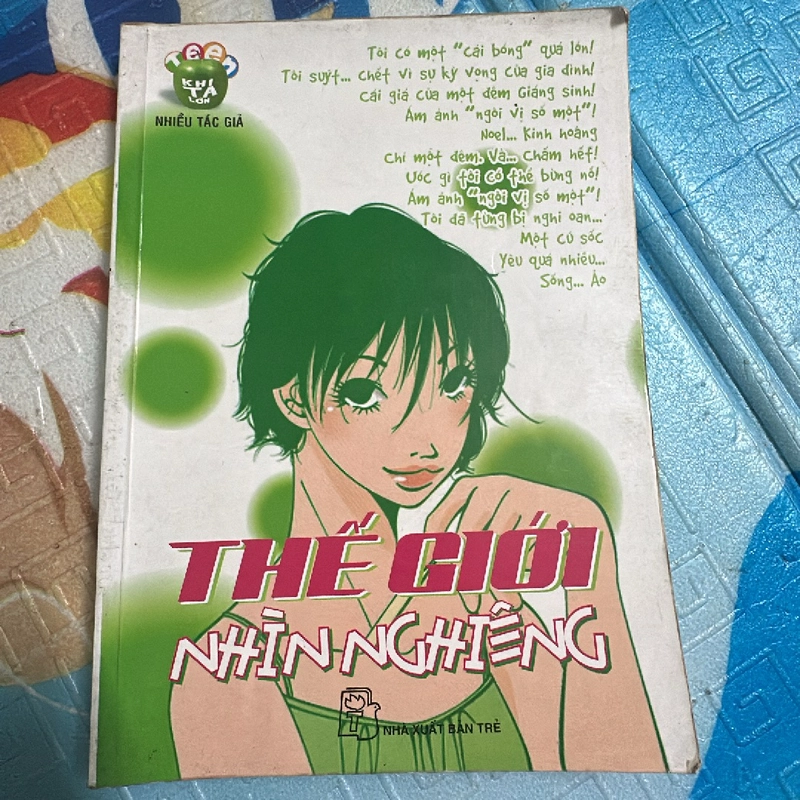 Teen
KHI
TA
LỚN
NHIỀU TÁC GIẢ
Tôi có một "cái bóng" quá lớn!
Tôi suýt... chết vì sự kỳ vọng của gia đình!
Cái giá của một đêm Giáng sinh!
Ám ảnh "ngôi vị số một"!
Noel... Kinh hoàng
Chỉ một đêm. Và... Chấm hết!
Ước gì tôi có thể bùng nổ!
Ám ảnh "ngôi vị số một"!
Tôi đã từng bị nghi oan...
Một cú sốc
Yêu quá nhiều...
Sống... Ảo
THẾ GIỚI
NHÌN NGHIÊNG
NHÀ XUẤT BẢN TRẺ